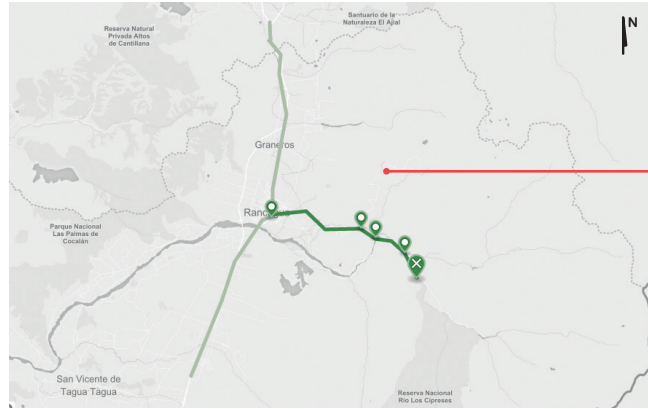 Santuario de la
Naturaleza El Ajial
Reserva Natural
Privada Altos
de Cantillana
N
Graneros
Parque Nacional
Las Palmas de
Cocalán
San Vicente de
Tagua Tagua
Reserva Nacional
Río Los Cipreses